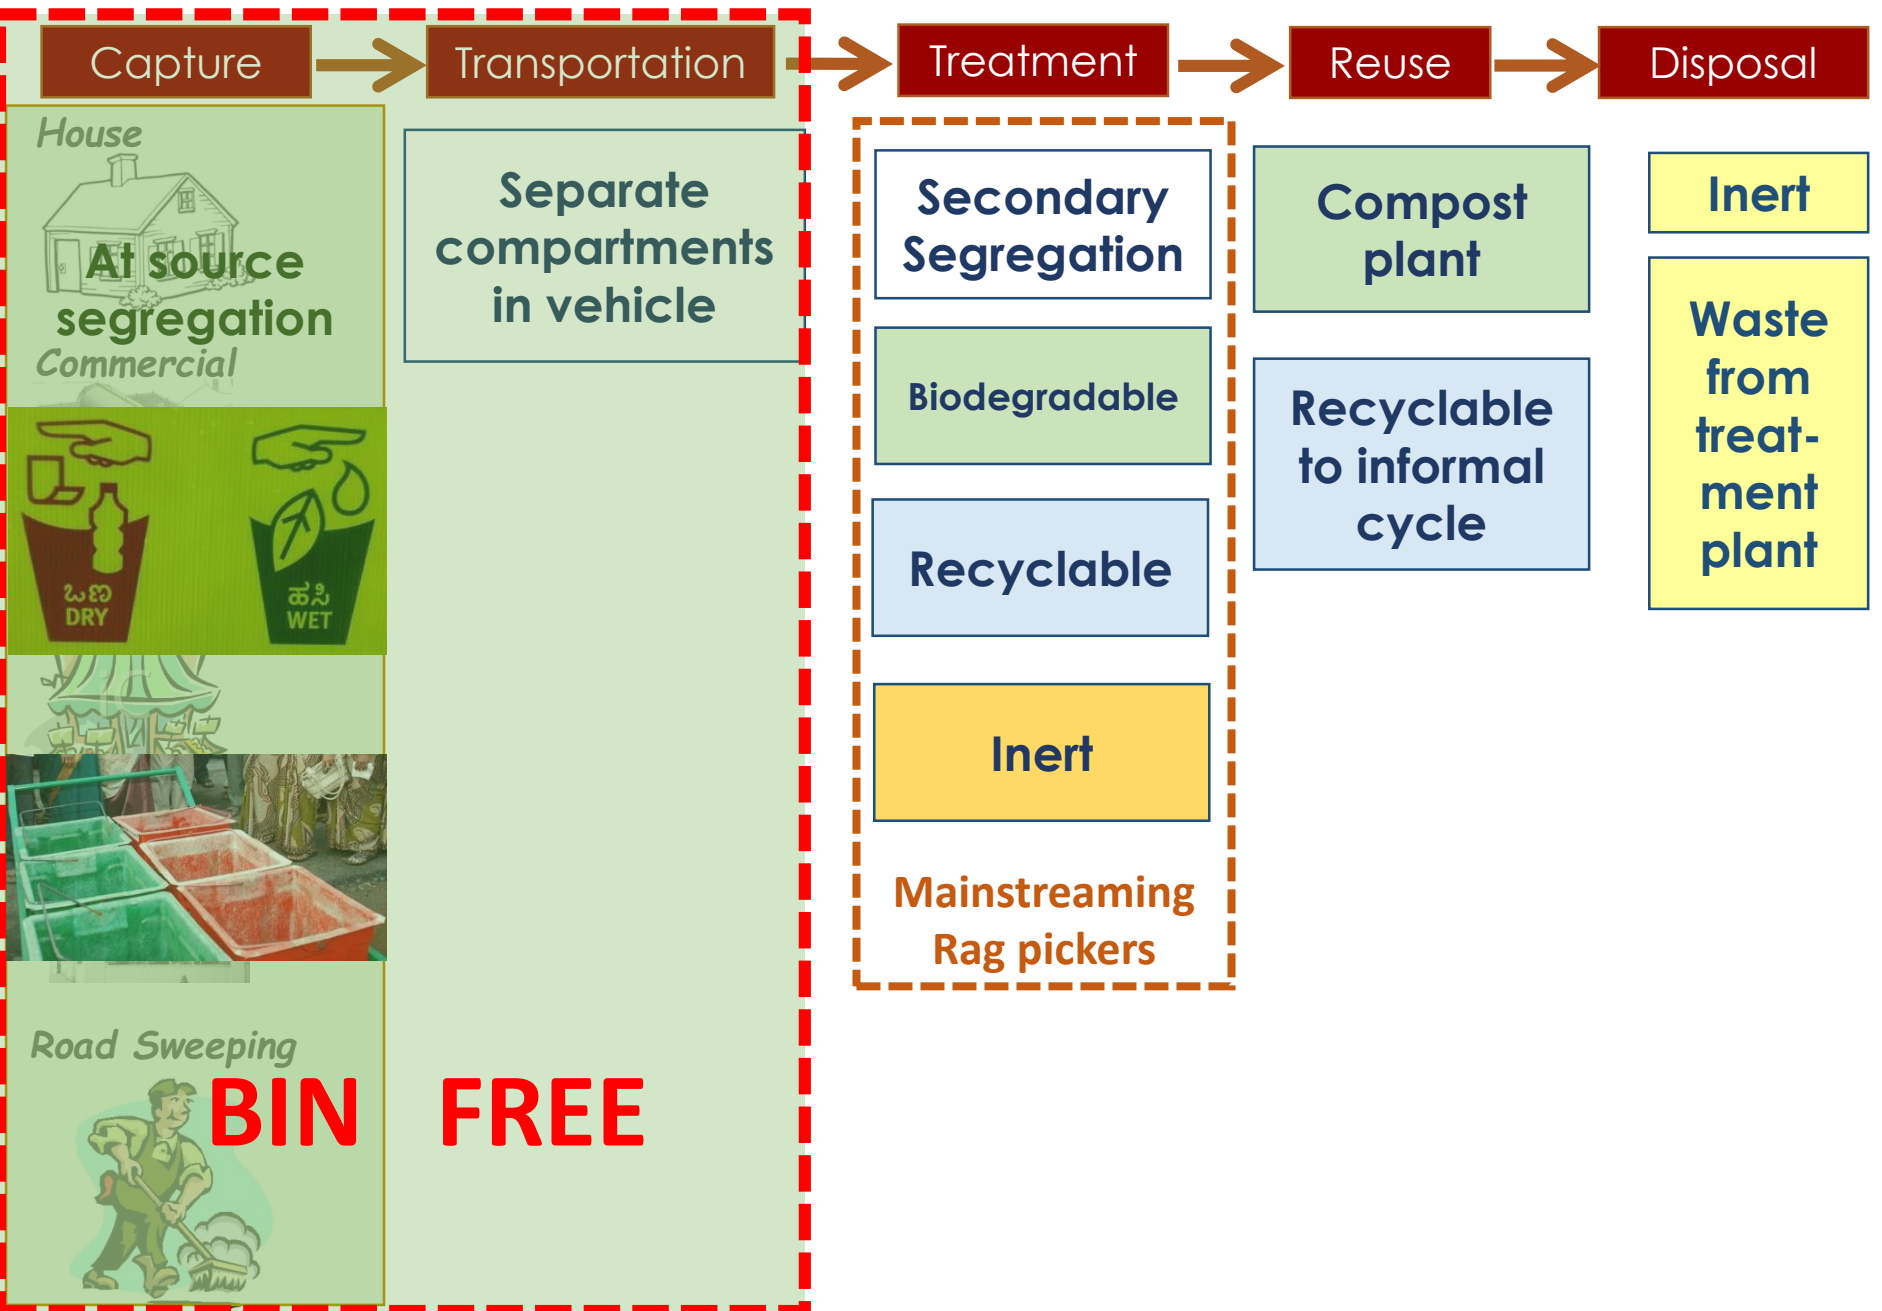 Capture
Transportation
Treatment
Reuse
Disposal
House
At source
segregation
Commercial
ಒಣ
DRY
ಹಸಿ
WET
Road Sweeping
BIN FREE
Separate
compartments
in vehicle
Secondary
Segregation
Biodegradable
Recyclable
Inert
Mainstreaming
Rag pickers
Compost
plant
Recyclable
to informal
cycle
Inert
Waste
from
treat-
ment
plant